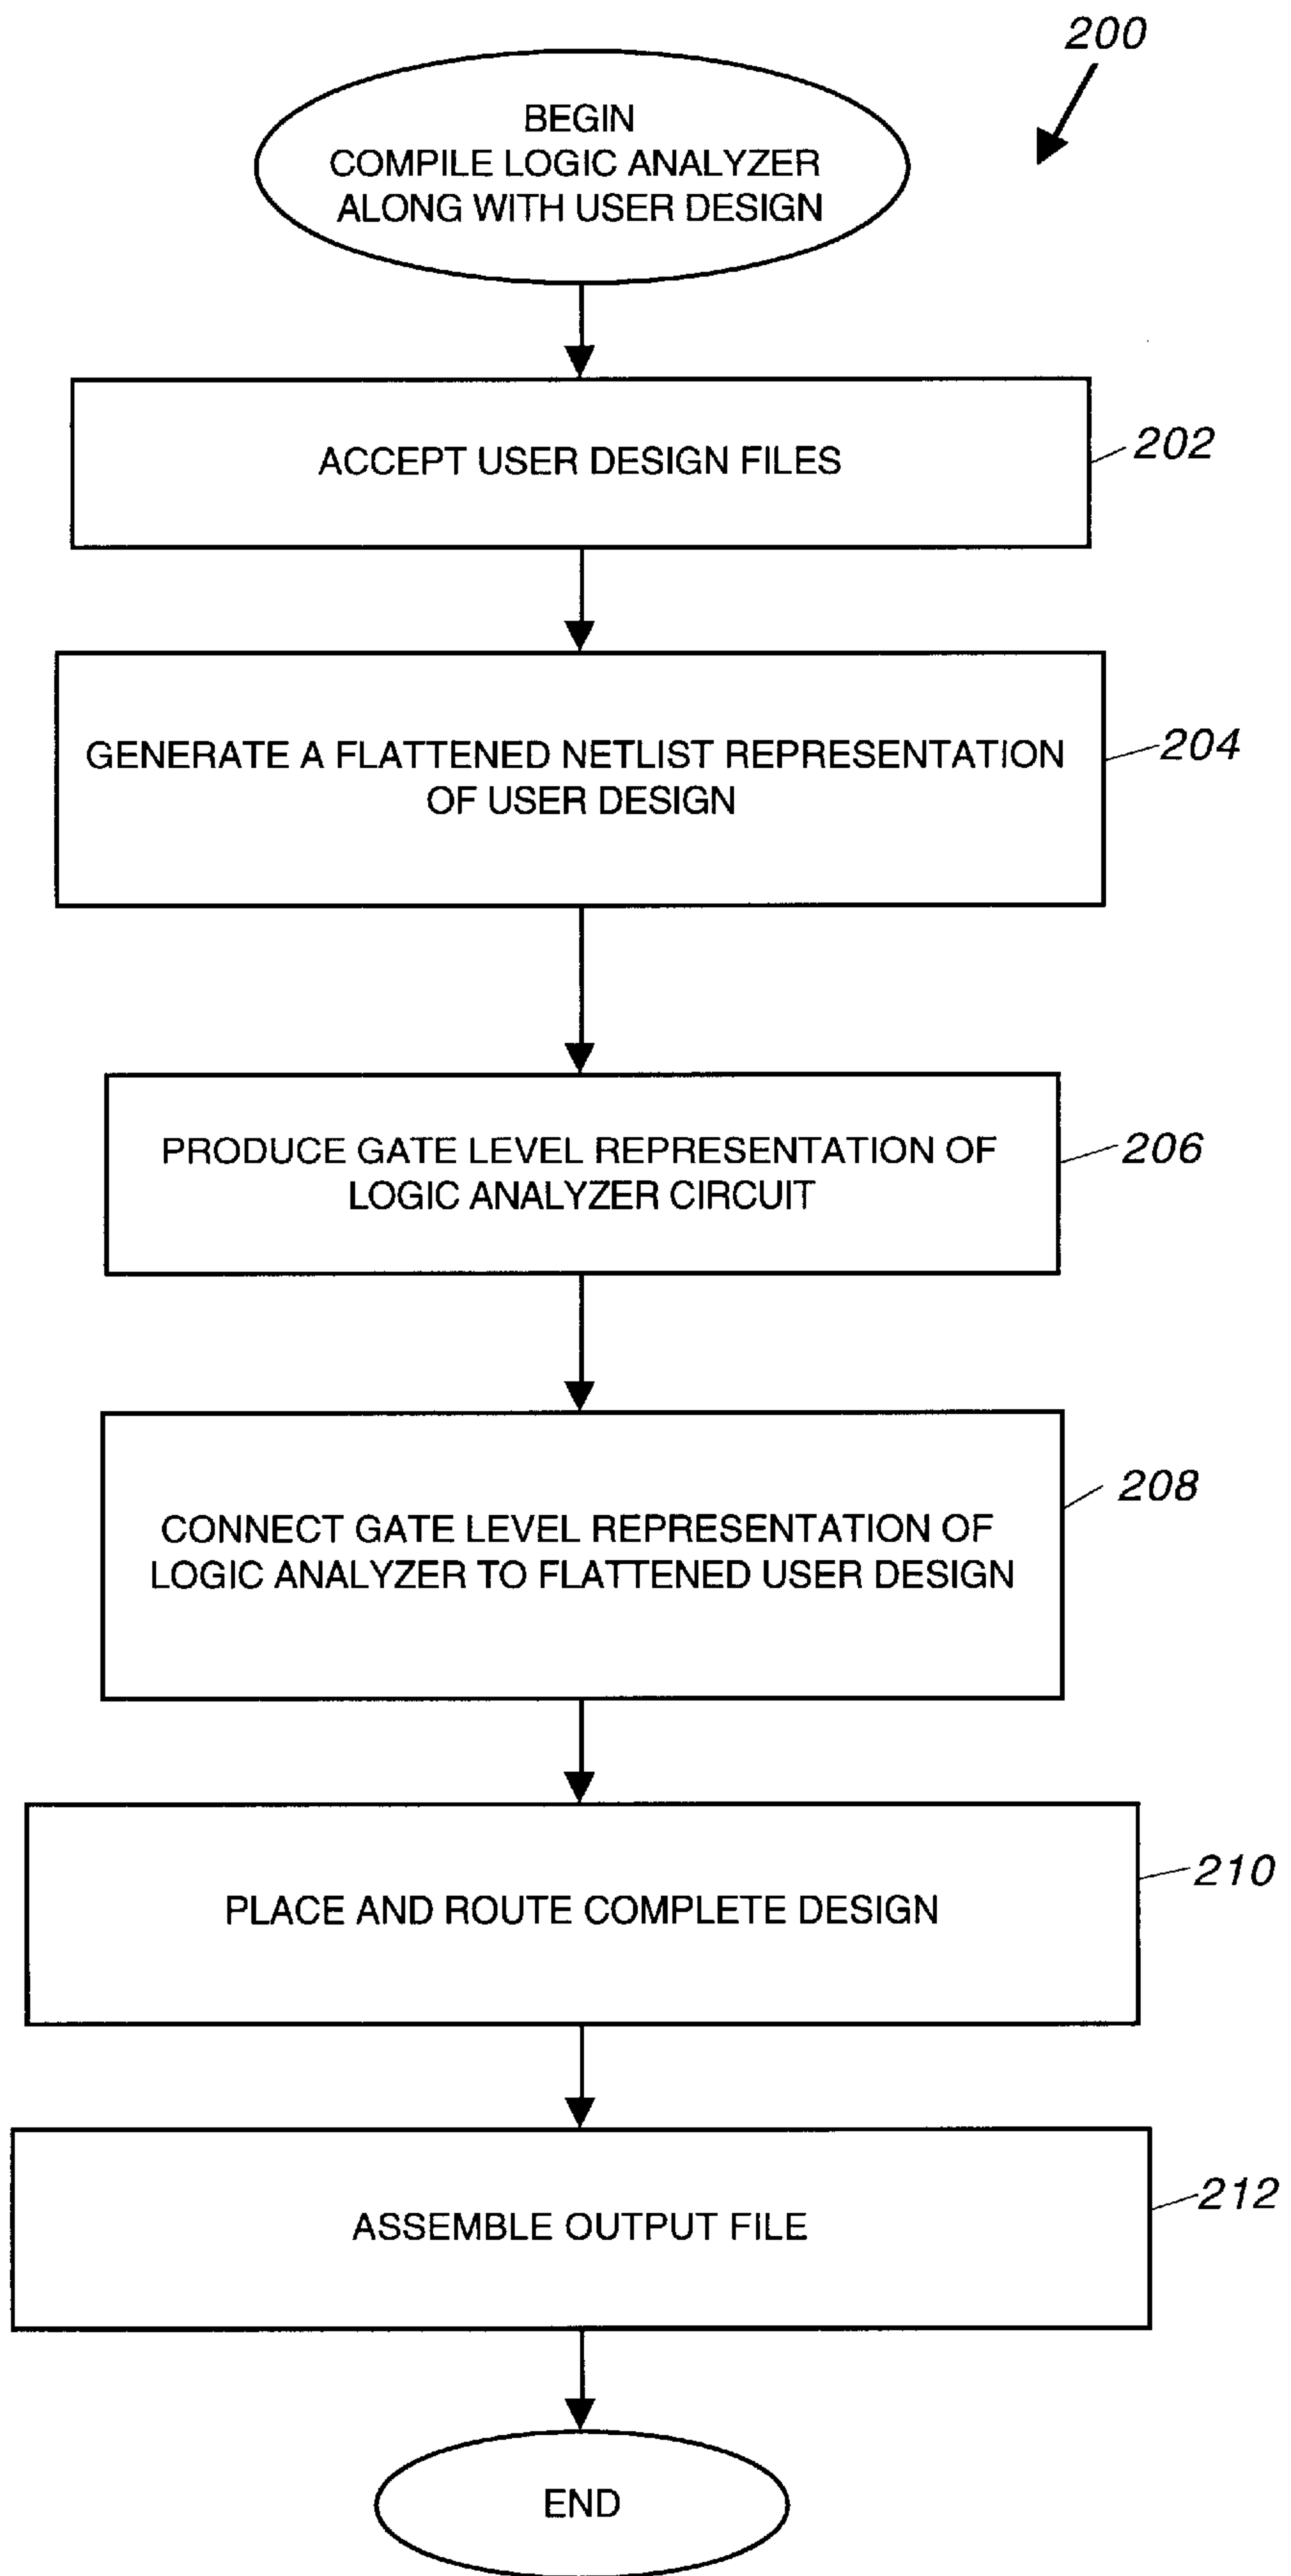 200
BEGIN
COMPILE LOGIC ANALYZER
ALONG WITH USER DESIGN
ACCEPT USER DESIGN FILES
202
GENERATE A FLATTENED NETLIST REPRESENTATION
OF USER DESIGN
204
PRODUCE GATE LEVEL REPRESENTATION OF
LOGIC ANALYZER CIRCUIT
206
CONNECT GATE LEVEL REPRESENTATION OF
LOGIC ANALYZER TO FLATTENED USER DESIGN
208
PLACE AND ROUTE COMPLETE DESIGN
210
ASSEMBLE OUTPUT FILE
212
END